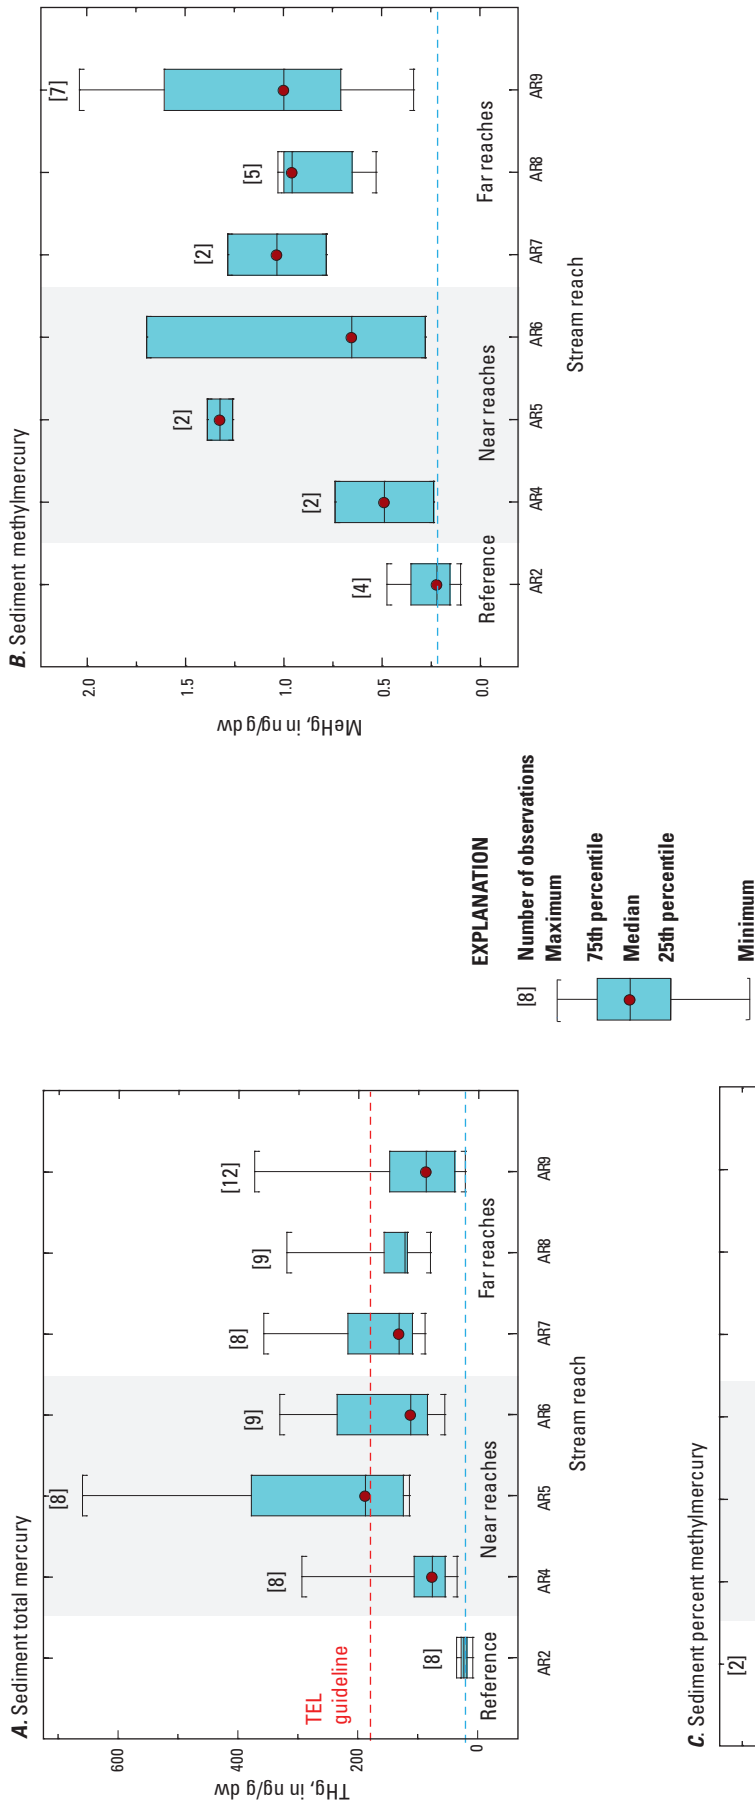 A. Sediment total mercury
THg, in ng/g dw
600
400
200
0
TEL
guideline
[8]
[8]
[8]
[9]
[8]
[9]
[12]
Reference
Near reaches
Far reaches
AR2
AR4
AR5
AR6
AR7
AR8
AR9
Stream reach
B. Sediment methylmercury
MeHg, in ng/g dw
2.0
1.5
1.0
0.5
0.0
[4]
[2]
[2]
[2]
[5]
[7]
Reference
Near reaches
Far reaches
AR2
AR4
AR5
AR6
AR7
AR8
AR9
Stream reach
EXPLANATION
[8]
Number of observations
Maximum
75th percentile
Median
25th percentile
Minimum
C. Sediment percent methylmercury
[2]